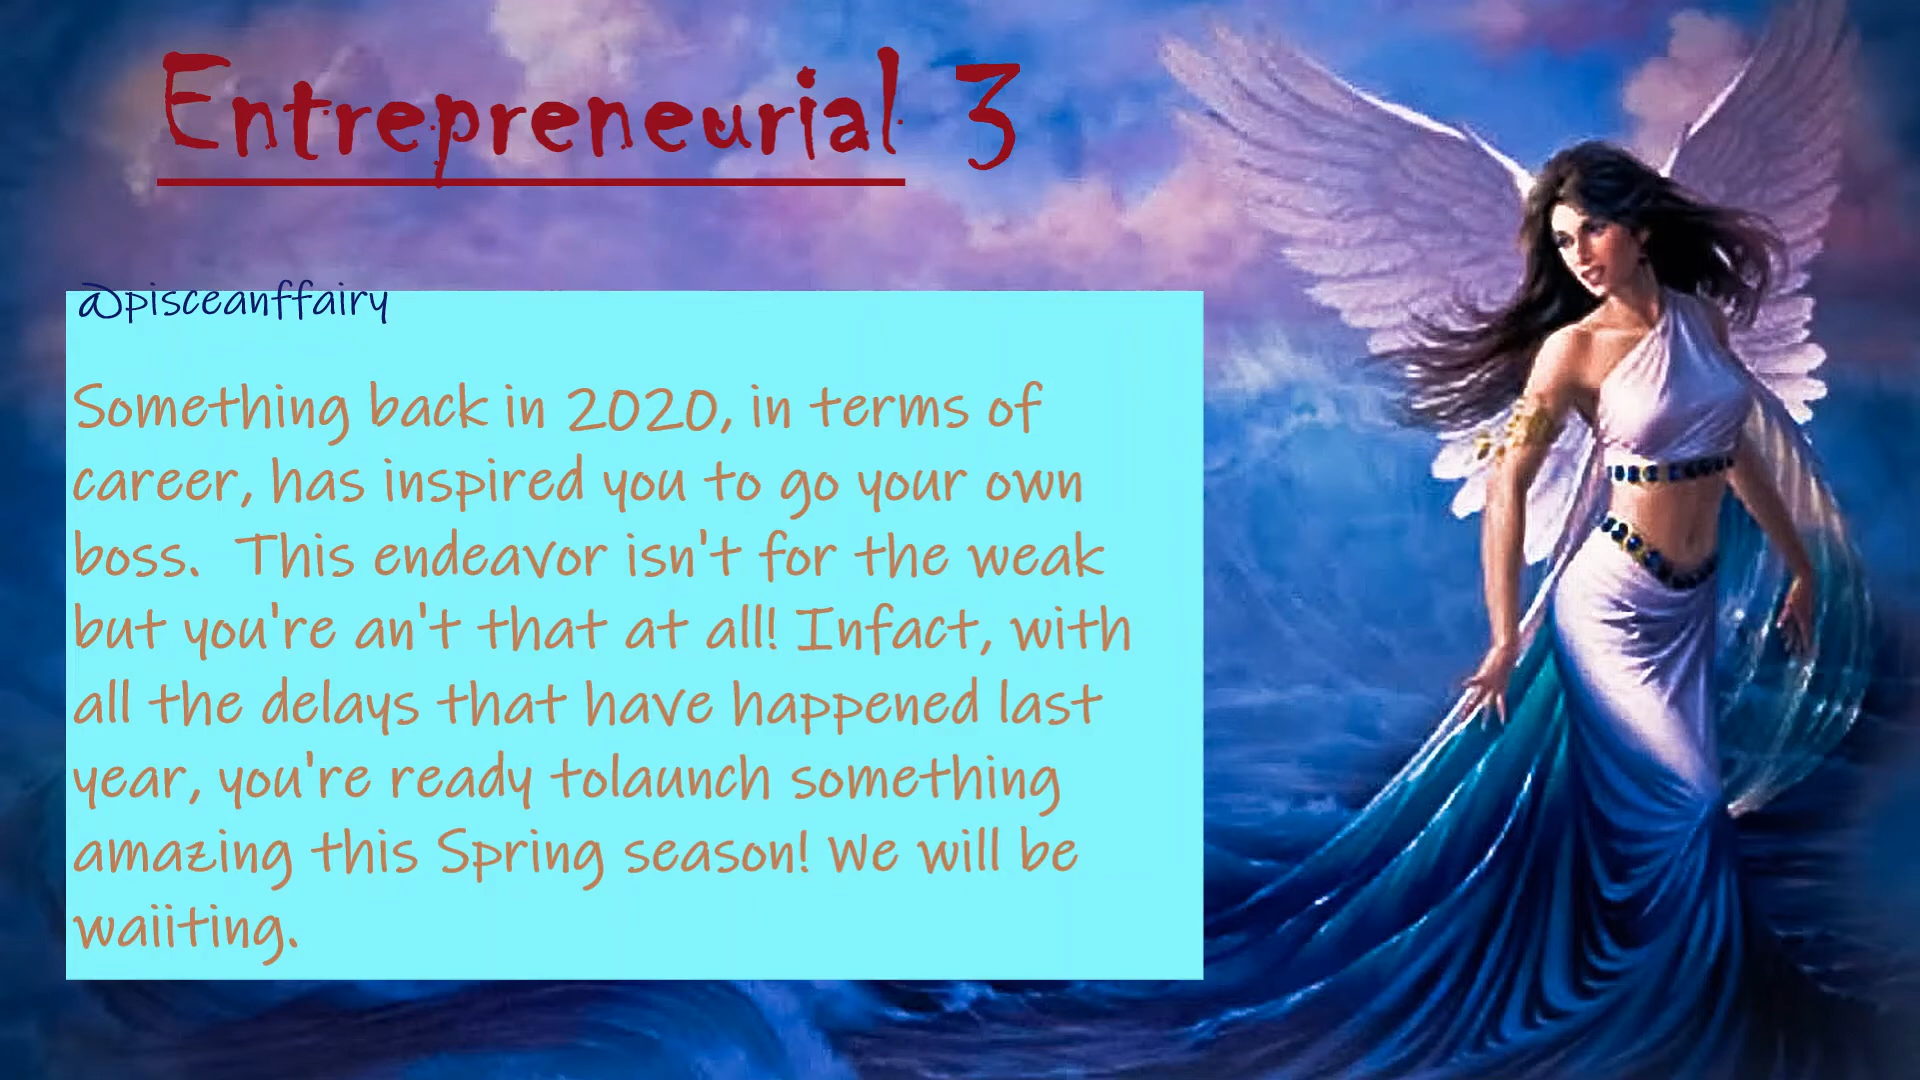 Entrepreneurial 3
@pisceanffairy
Something back in 2020, in terms of
career, has inspired you to go your own
boss.  This endeavor isn't for the weak
but you're an't that at all! Infact, with
all the delays that have happened last
year, you're ready tolaunch something
amazing this Spring season! We will be
waiiting.